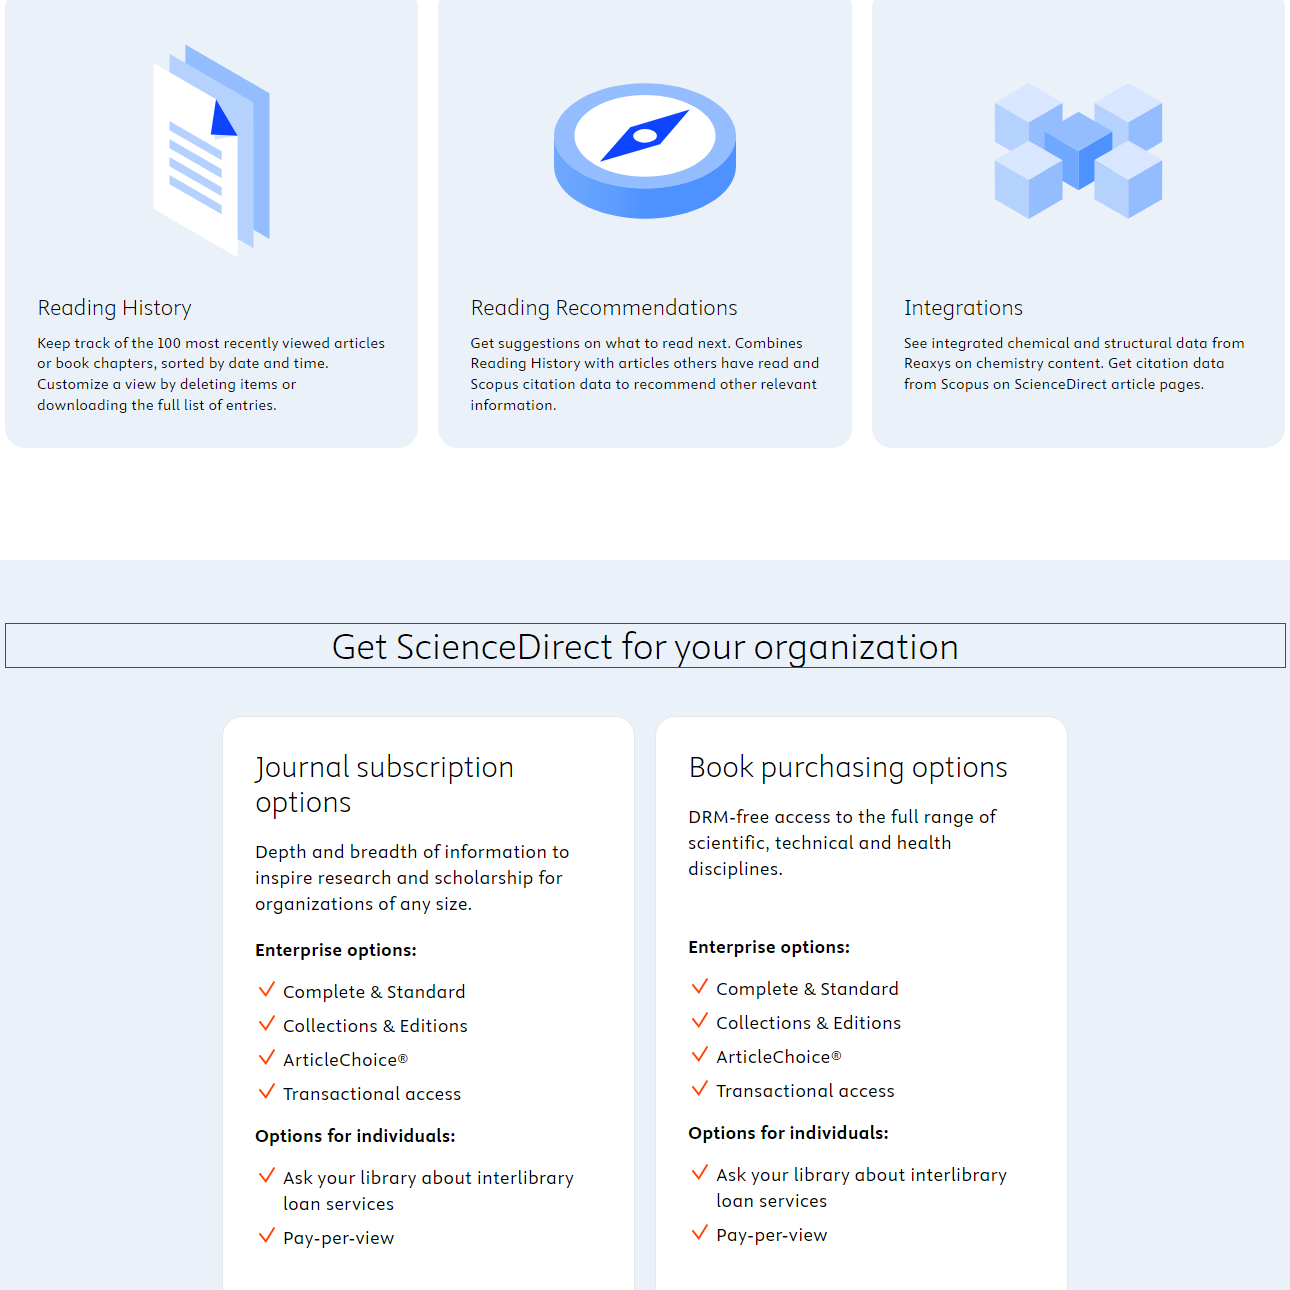 Reading History
Keep track of the 100 most recently viewed articles
or book chapters, sorted by date and time.
Customize a view by deleting items or
downloading the full list of entries.
Reading Recommendations
Get suggestions on what to read next. Combines
Reading History with articles others have read and
Scopus citation data to recommend other relevant
information.
Integrations
See integrated chemical and structural data from
Reaxys on chemistry content. Get citation data
from Scopus on ScienceDirect article pages.
Get ScienceDirect for your organization
Journal subscription
options
Depth and breadth of information to
inspire research and scholarship for
organizations of any size.
Enterprise options:
Complete & Standard
Collections & Editions
ArticleChoice®
Transactional access
Options for individuals:
Ask your library about interlibrary
loan services
Pay-per-view
Book purchasing options
DRM-free access to the full range of
scientific, technical and health
disciplines.
Enterprise options:
Complete & Standard
Collections & Editions
ArticleChoice®
Transactional access
Options for individuals:
Ask your library about interlibrary
loan services
Pay-per-view